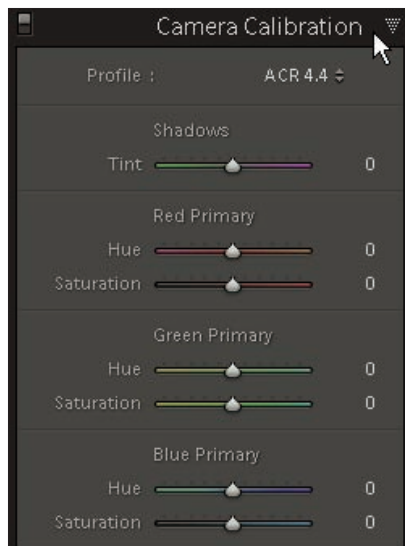 Camera Calibration
Profile : ACR 4.4
Shadows
Tint 0
Red Primary
Hue 0
Saturation 0
Green Primary
Hue 0
Saturation 0
Blue Primary
Hue 0
Saturation 0